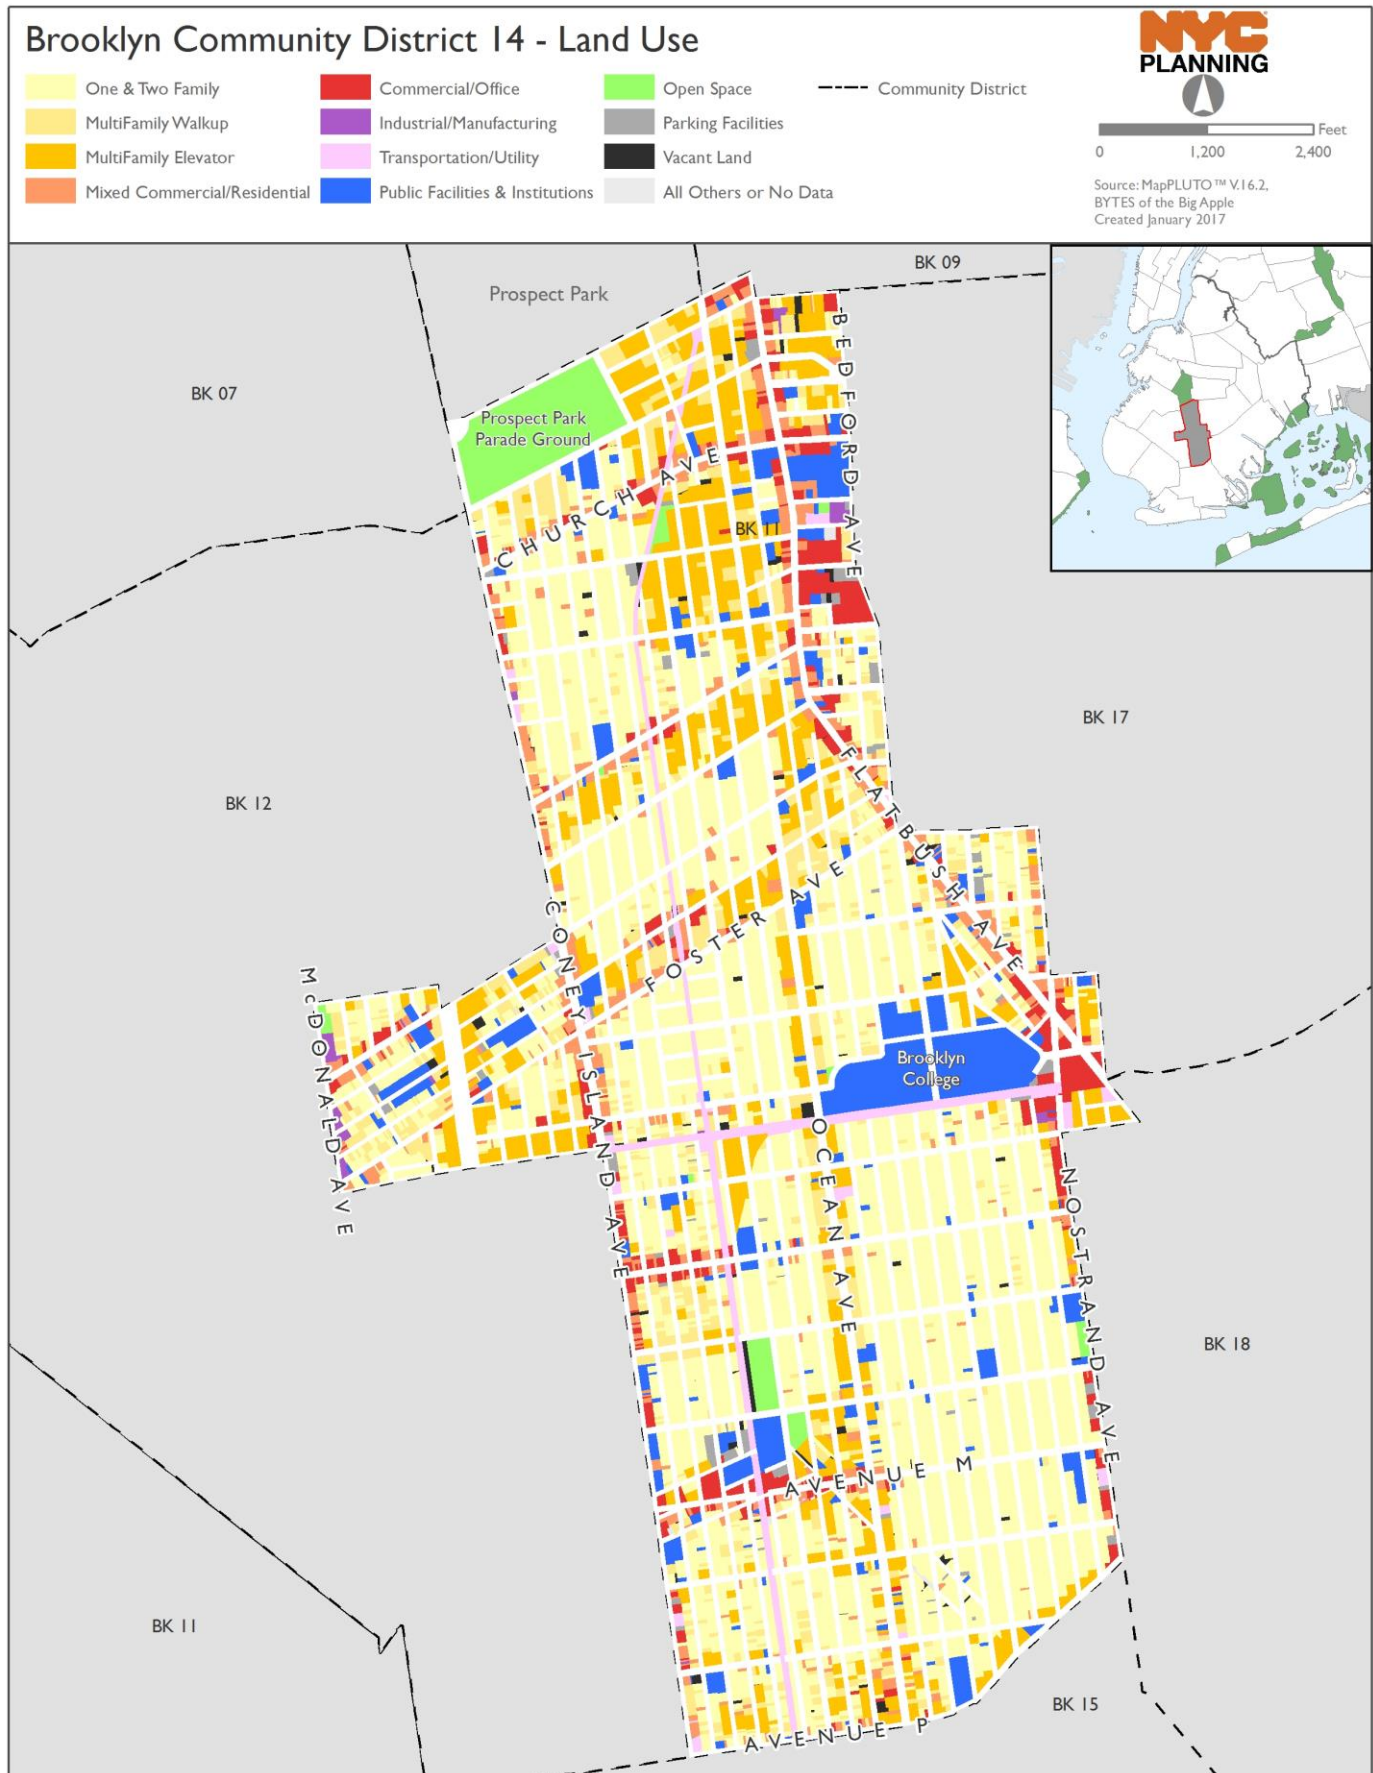 Brooklyn Community District 14 - Land Use
One & Two Family
MultiFamily Walkup
MultiFamily Elevator
Mixed Commercial/Residential
Commercial/Office
Industrial/Manufacturing
Transportation/Utility
Public Facilities & Institutions
Open Space
Parking Facilities
Vacant Land
All Others or No Data
Community District
NYC
PLANNING
Feet
0 1,200 2,400
Source: MapPLUTO™ V.16.2,
BYTES of the Big Apple
Created January 2017
BK 09
Prospect Park
BK 07
Prospect Park
Parade Ground
BEDFORD AVE
CHURCH AVE
BK 11
BK 17
BK 12
FLATBUSH AVE
CONEY ISLAND AVE
FOSTER AVE
McDONALD AVE
Brooklyn
College
OCEAN AVE
NOSTRAND AVE
BK 18
AVENUE M
BK 11
BK 15
AVENUE P